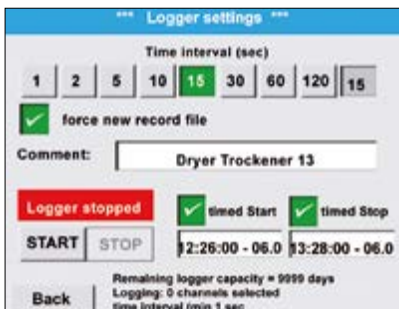 *** Logger settings ***
Time interval (sec)
1 2 5 10 15 30 60 120 15
force new record file
Comment: Dryer Trockener 13
Logger stopped timed Start timed Stop
START STOP 12:26:00 - 06.0 13:28:00 - 06.0
Remaining logger capacity = 9999 days
Back Logging: 0 channels selected
time interval (min 1 sec